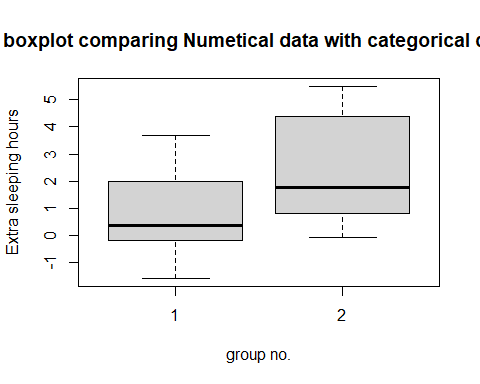 boxplot comparing Numetical data with categorical
Extra sleeping hours
5
4
3
2
1
0
-1
1 2
group no.